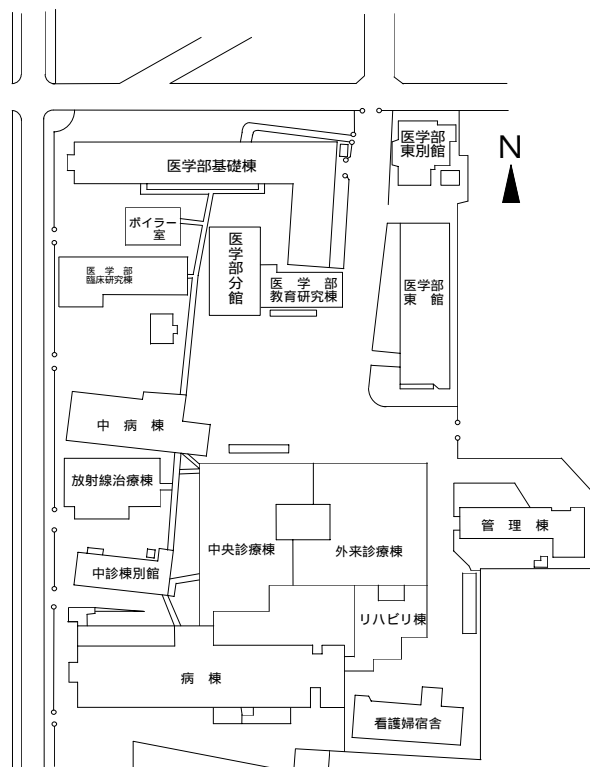 医学部
東別館
N
医学部基礎棟
ボイラー
室
医学部分館
医学部
臨床研究棟
医学部
教育研究棟
医学部
東館
中病棟
放射線治療棟
管理棟
中央診療棟
外来診療棟
中診棟別館
リハビリ棟
病棟
看護婦宿舎